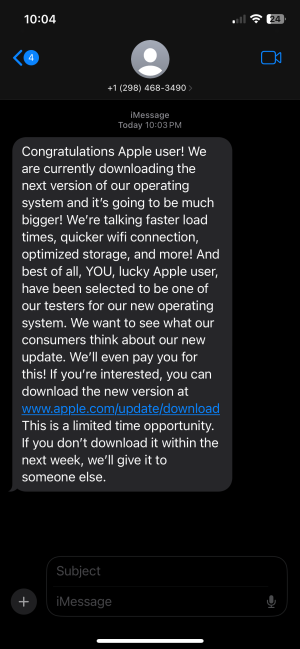 10:04
24
4
+1 (298) 468-3490
iMessage
Today 10:03 PM
Congratulations Apple user! We
are currently downloading the
next version of our operating
system and it's going to be much
bigger! We're talking faster load
times, quicker wifi connection,
optimized storage, and more! And
best of all, YOU, lucky Apple user,
have been selected to be one of
our testers for our new operating
system. We want to see what our
consumers think about our new
update. We'll even pay you for
this! If you're interested, you can
download the new version at
www.apple.com/update/download
This is a limited time opportunity.
If you don't download it within the
next week, we'll give it to
someone else.
Subject
iMessage